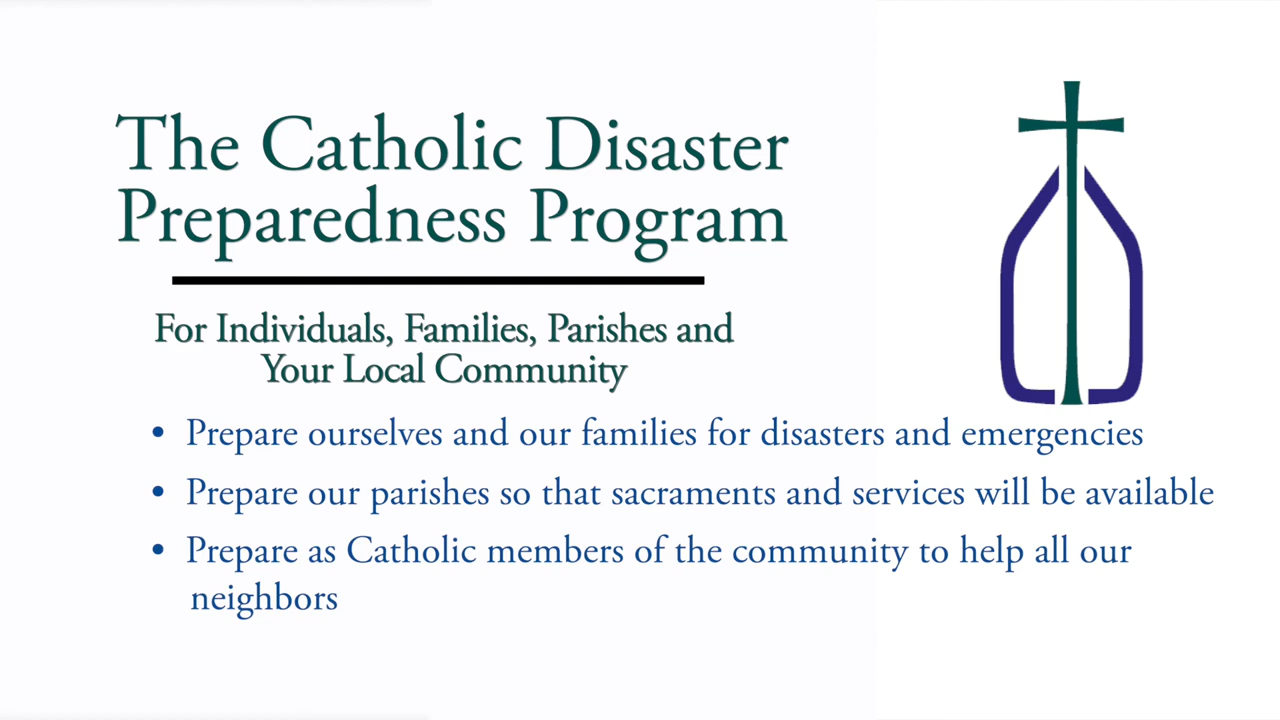 The Catholic Disaster
Preparedness Program
For Individuals, Families, Parishes and
Your Local Community
• Prepare ourselves and our families for disasters and emergencies
• Prepare our parishes so that sacraments and services will be available
• Prepare as Catholic members of the community to help all our
neighbors